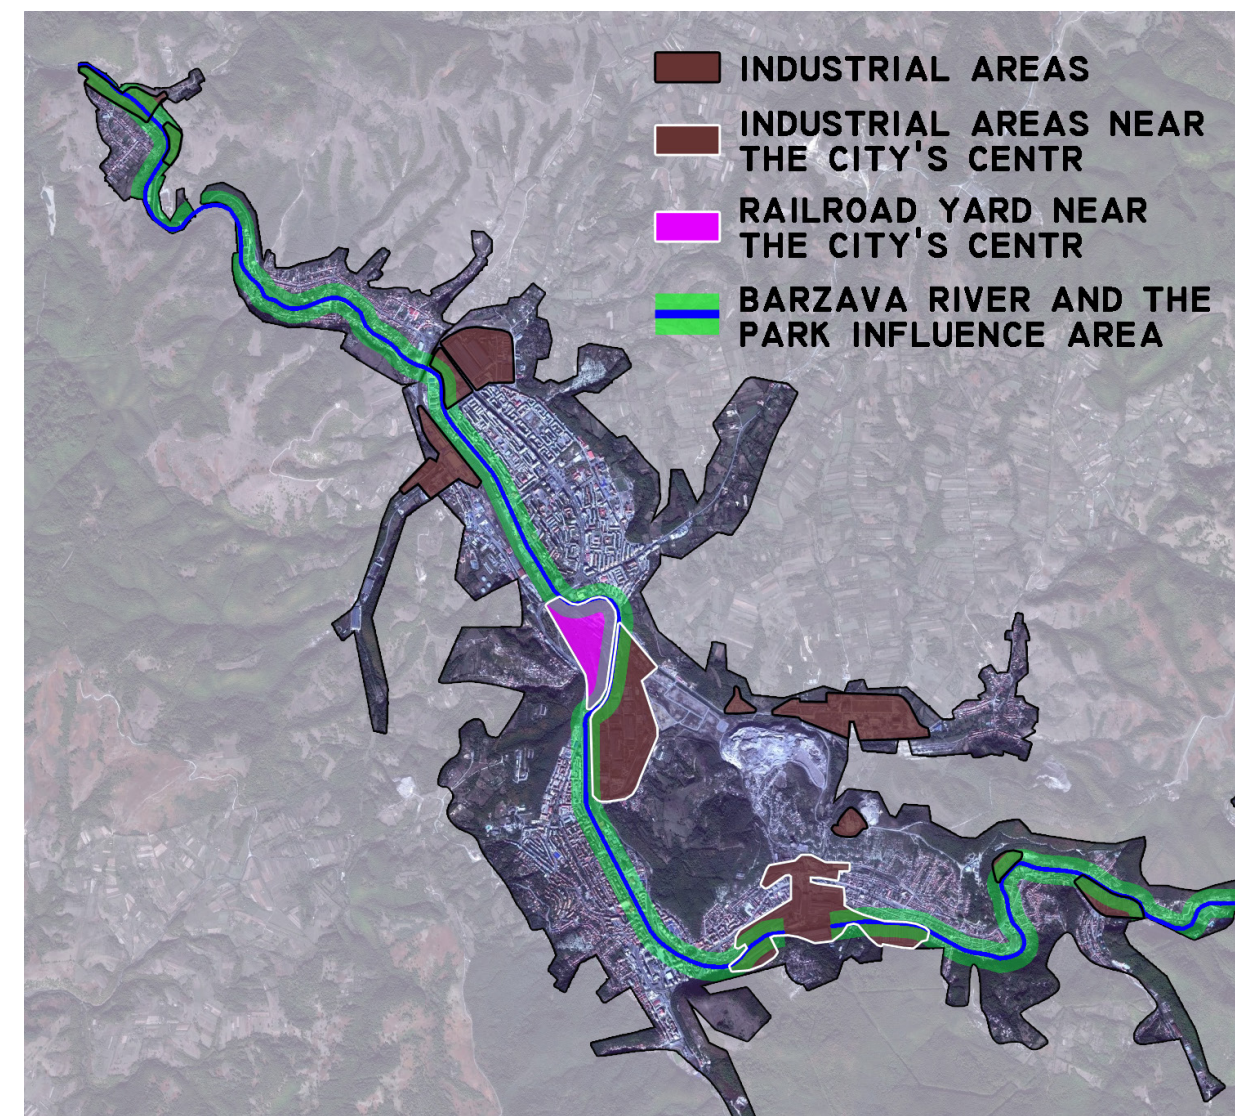 INDUSTRIAL AREAS
INDUSTRIAL AREAS NEAR
THE CITY'S CENTR
RAILROAD YARD NEAR
THE CITY'S CENTR
BARZAVA RIVER AND THE
PARK INFLUENCE AREA